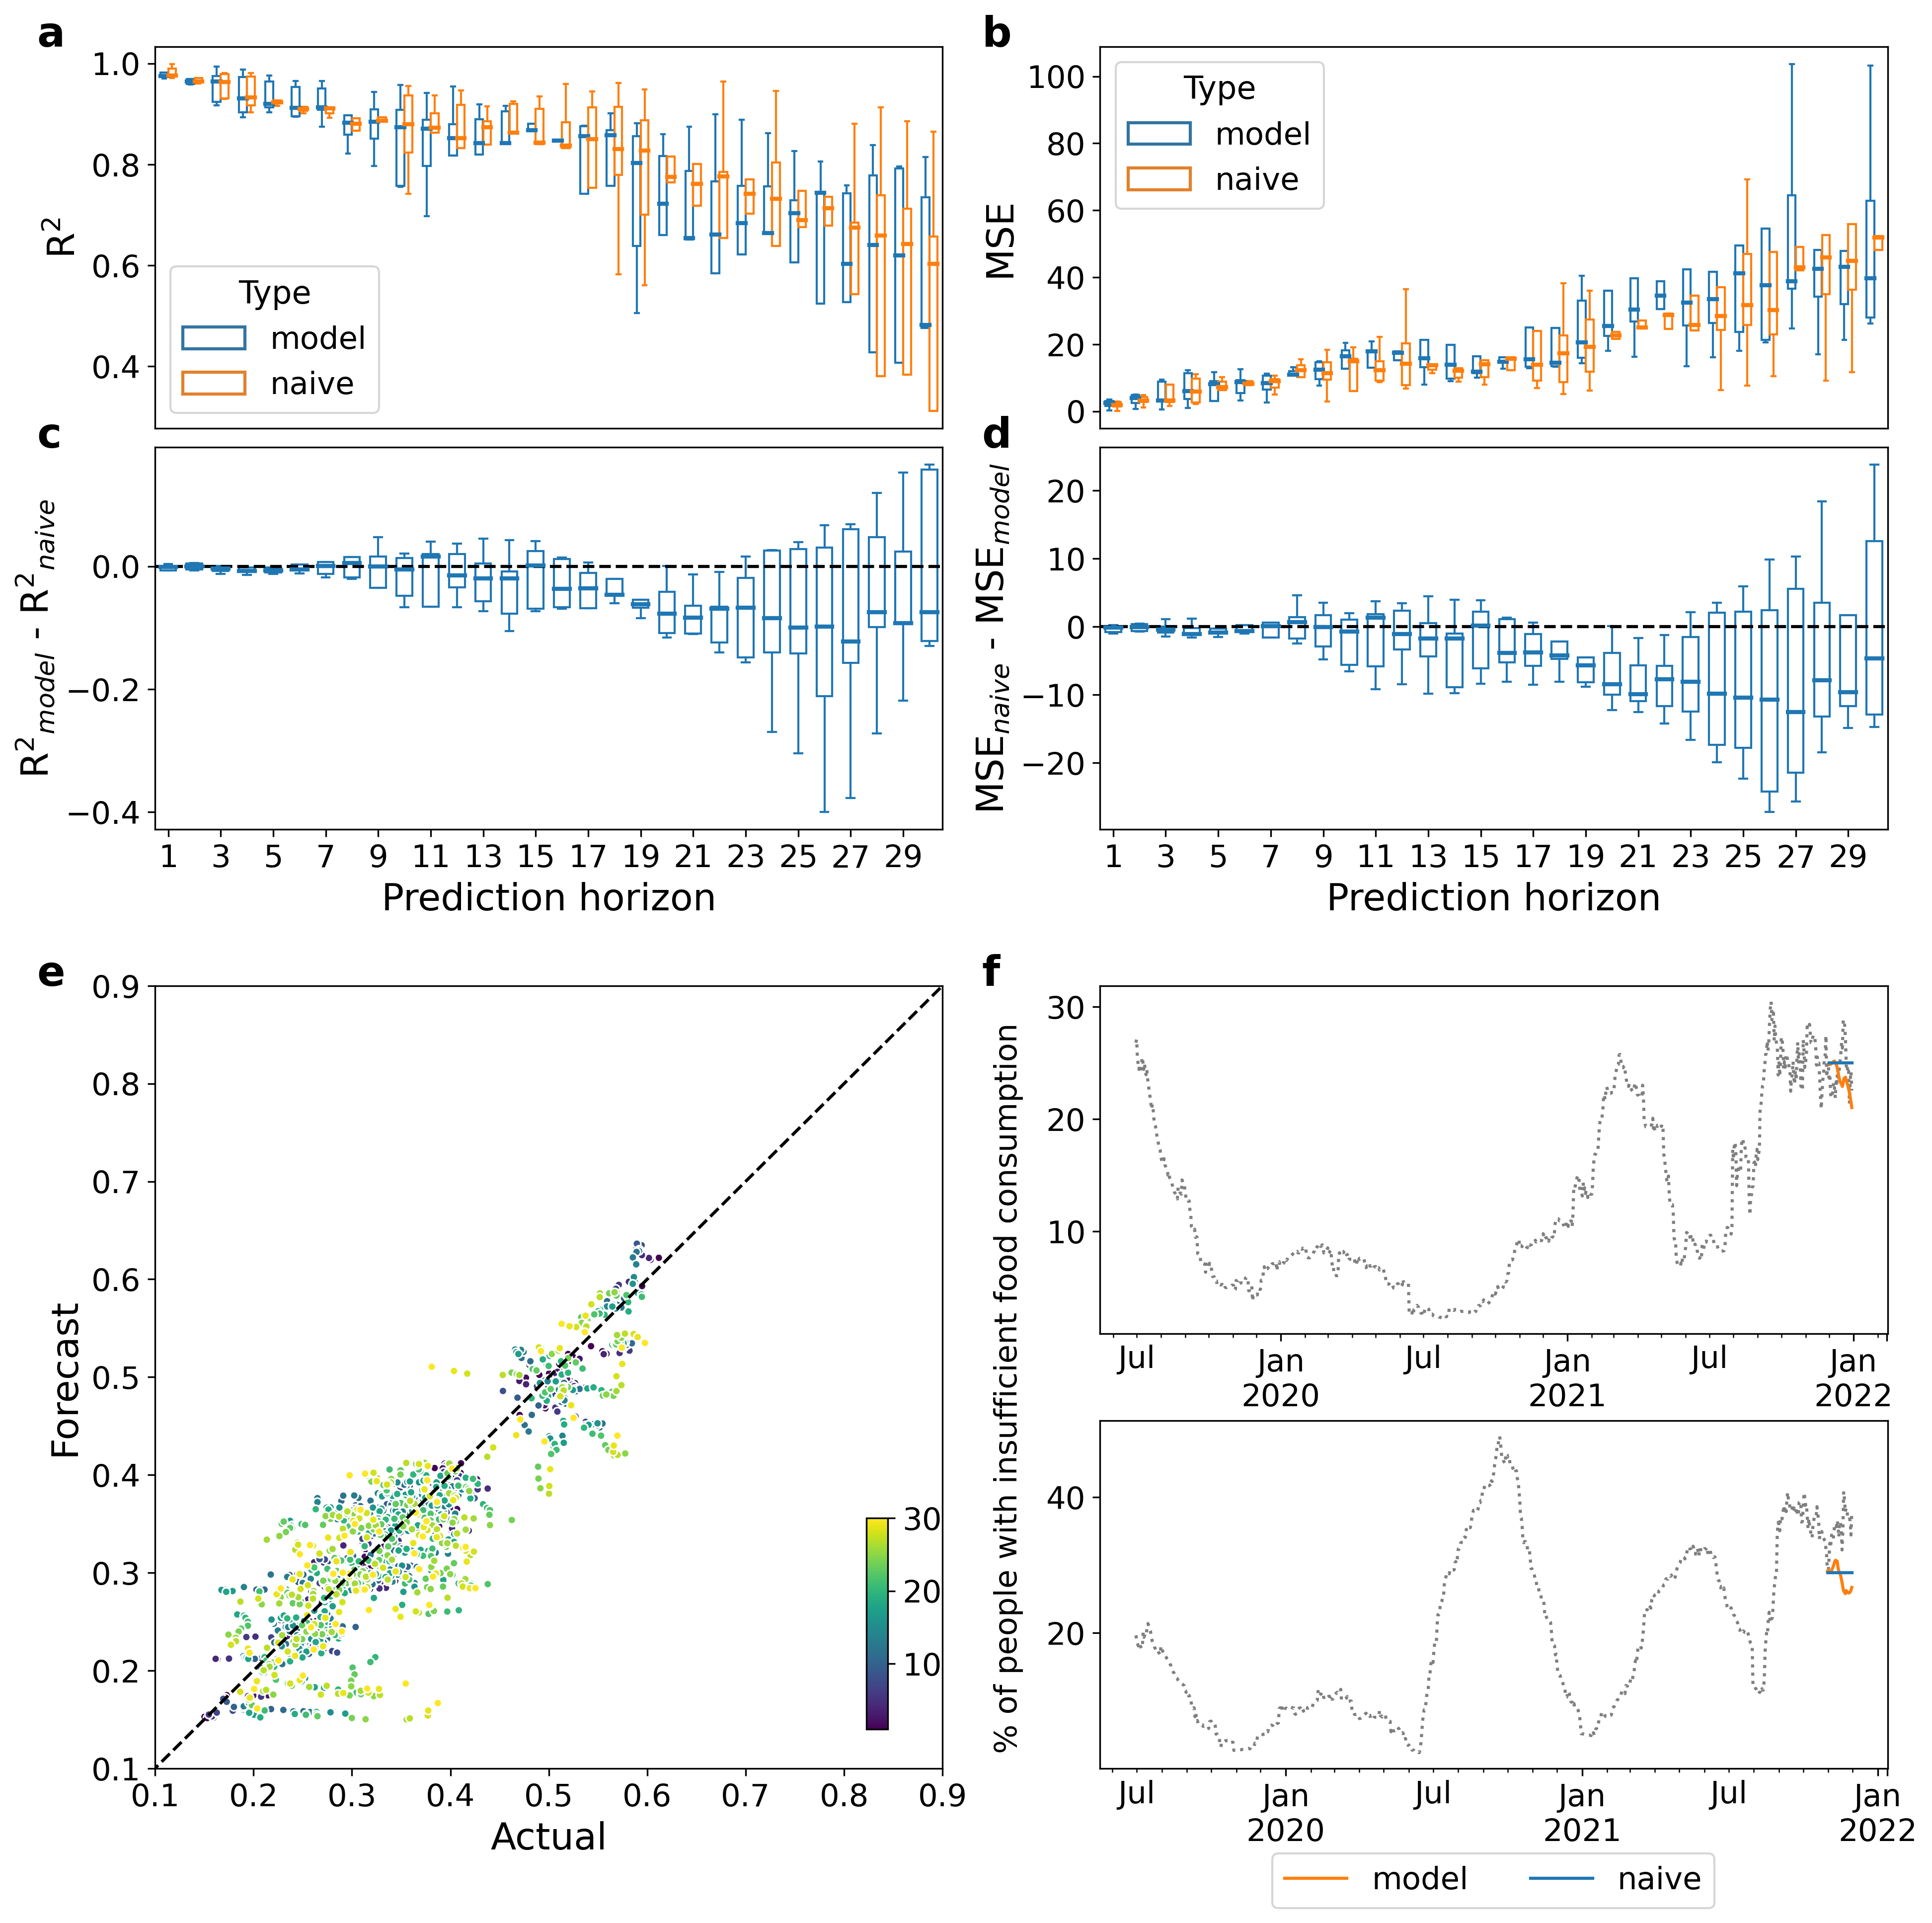 a
1.0
0.8
0.6
0.4
R²
Type
model
naive
b
100
80
60
40
20
0
MSE
Type
model
naive
c
0.0
−0.2
−0.4
R²model - R²naive
1 3 5 7 9 11 13 15 17 19 21 23 25 27 29
Prediction horizon
d
20
10
0
−10
−20
MSEnaive - MSEmodel
1 3 5 7 9 11 13 15 17 19 21 23 25 27 29
Prediction horizon
e
0.9
0.8
0.7
0.6
0.5
0.4
0.3
0.2
0.1
Forecast
30
20
10
0.1 0.2 0.3 0.4 0.5 0.6 0.7 0.8 0.9
Actual
f
% of people with insufficient food consumption
30
20
10
Jul Jan Jul Jan Jul Jan
2020 2021 2022
40
20
Jul Jan Jul Jan Jul Jan
2020 2021 2022
model naive